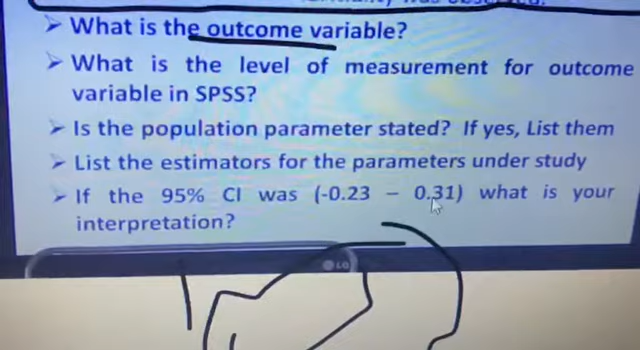 ➢ What is the outcome variable?
➢ What is the level of measurement for outcome
variable in SPSS?
➢ Is the population parameter stated? If yes, List them
➢ List the estimators for the parameters under study
➢ If the 95% CI was (-0.23 – 0.31) what is your
interpretation?
LG